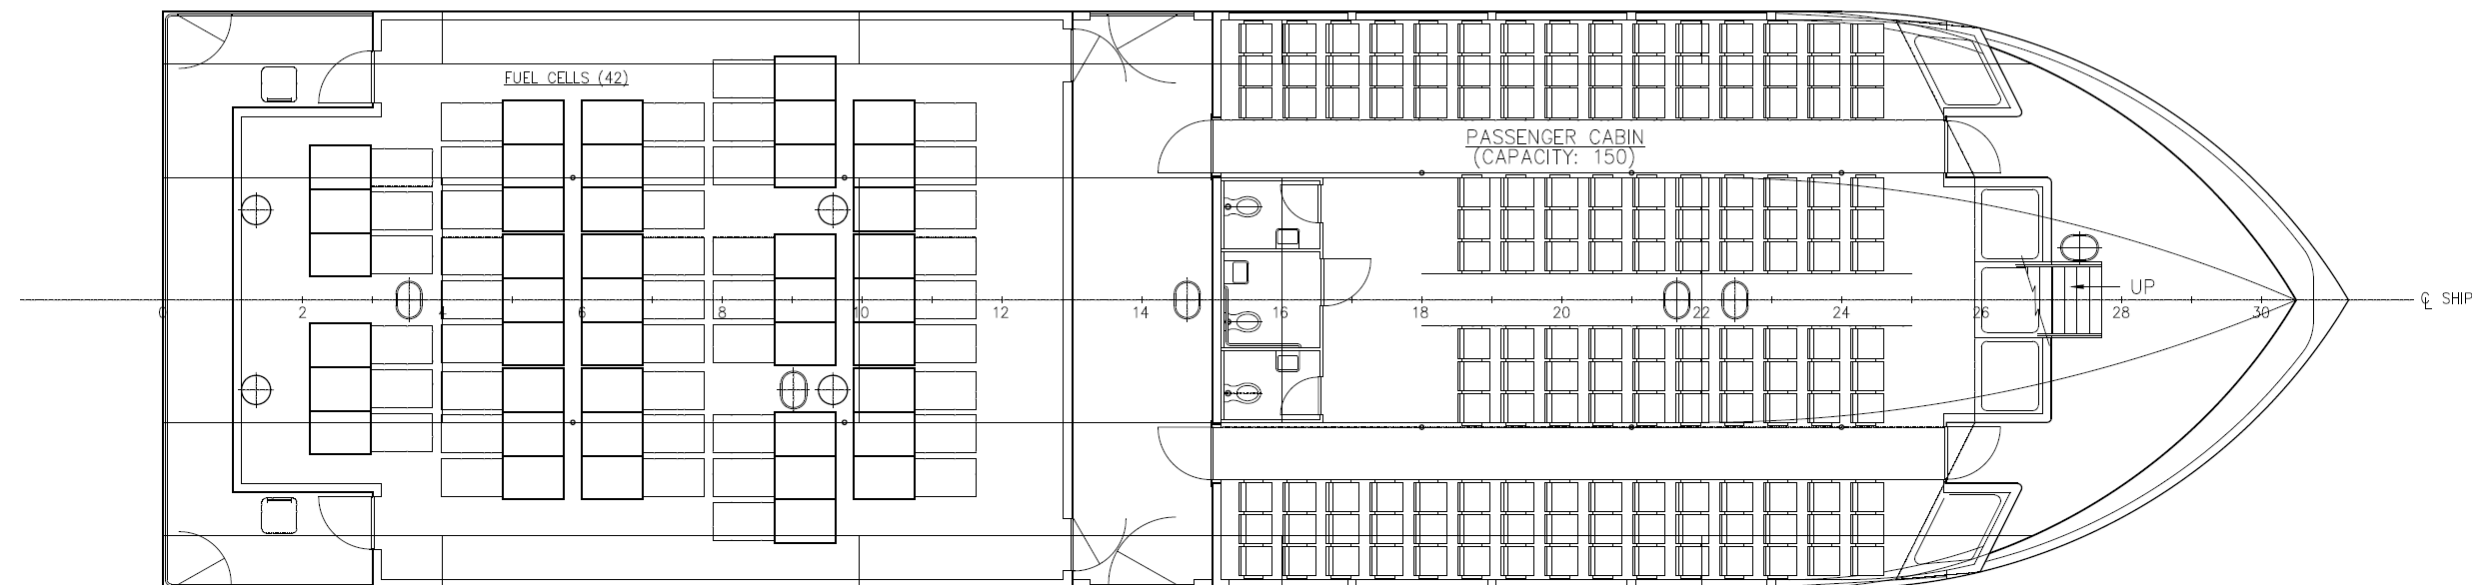 FUEL CELLS (42)
PASSENGER CABIN
(CAPACITY: 150)
UP
0 2 4 6 8 10 12 14 16 18 20 22 24 26 28 30
℄ SHIP